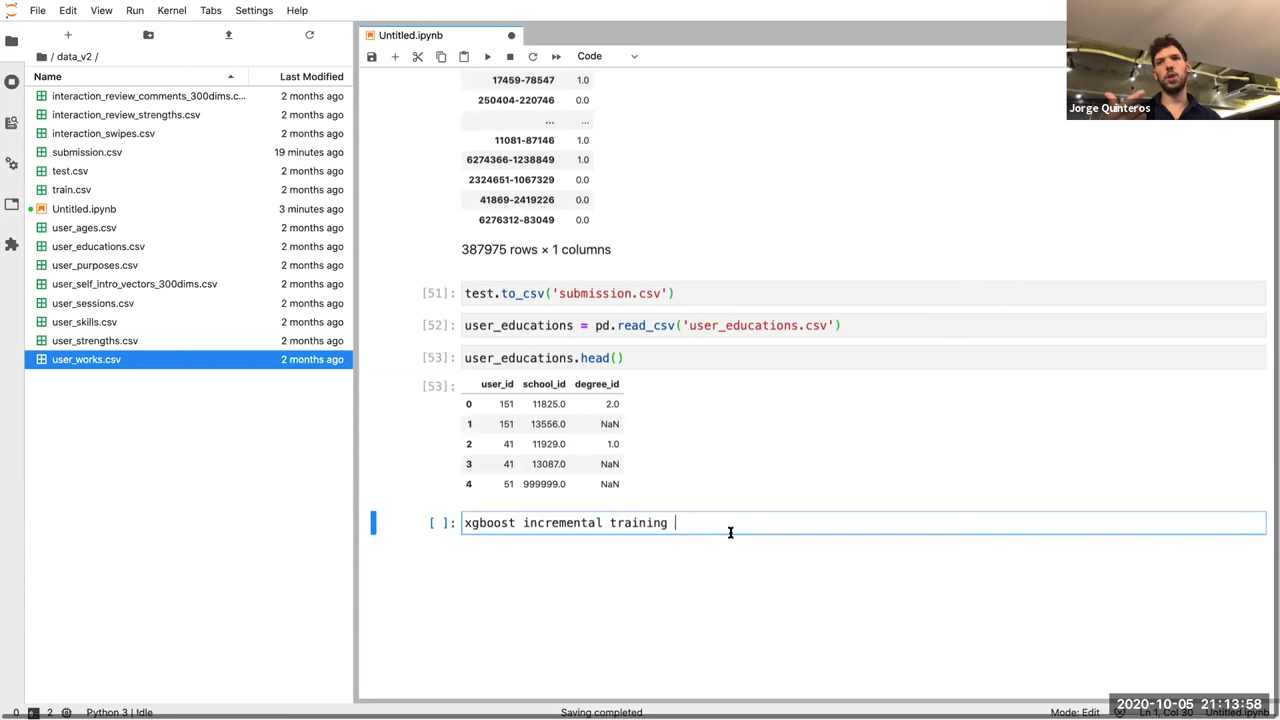 File Edit View Run Kernel Tabs Settings Help
/ data_v2 /
Name Last Modified
interaction_review_comments_300dims.c... 2 months ago
interaction_review_strengths.csv 2 months ago
interaction_swipes.csv 2 months ago
submission.csv 19 minutes ago
test.csv 2 months ago
train.csv 2 months ago
Untitled.ipynb 3 minutes ago
user_ages.csv 2 months ago
user_educations.csv 2 months ago
user_purposes.csv 2 months ago
user_self_intro_vectors_300dims.csv 2 months ago
user_sessions.csv 2 months ago
user_skills.csv 2 months ago
user_strengths.csv 2 months ago
user_works.csv 2 months ago
Untitled.ipynb
Code
17459-78547 1.0
250404-220746 0.0
... ...
11081-87146 1.0
6274366-1238849 1.0
2324651-1067329 0.0
41869-2419226 0.0
6276312-83049 0.0
387975 rows × 1 columns
[51]: test.to_csv('submission.csv')
[52]: user_educations = pd.read_csv('user_educations.csv')
[53]: user_educations.head()
[53]: user_id school_id degree_id
0 151 11825.0 2.0
1 151 13556.0 NaN
2 41 11929.0 1.0
3 41 13087.0 NaN
4 51 999999.0 NaN
[ ]: xgboost incremental training
Jorge Quinteros
0 2 Python 3 | Idle Saving completed Mode: Edit Ln 1, Col 30 Untitled.ipynb
2020-10-05 21:13:58